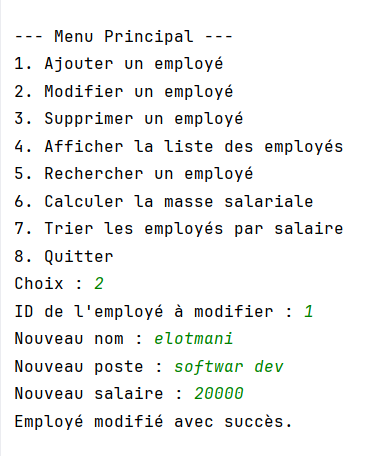 --- Menu Principal ---
1. Ajouter un employé
2. Modifier un employé
3. Supprimer un employé
4. Afficher la liste des employés
5. Rechercher un employé
6. Calculer la masse salariale
7. Trier les employés par salaire
8. Quitter
Choix : 2
ID de l'employé à modifier : 1
Nouveau nom : elotmani
Nouveau poste : softwar dev
Nouveau salaire : 20000
Employé modifié avec succès.